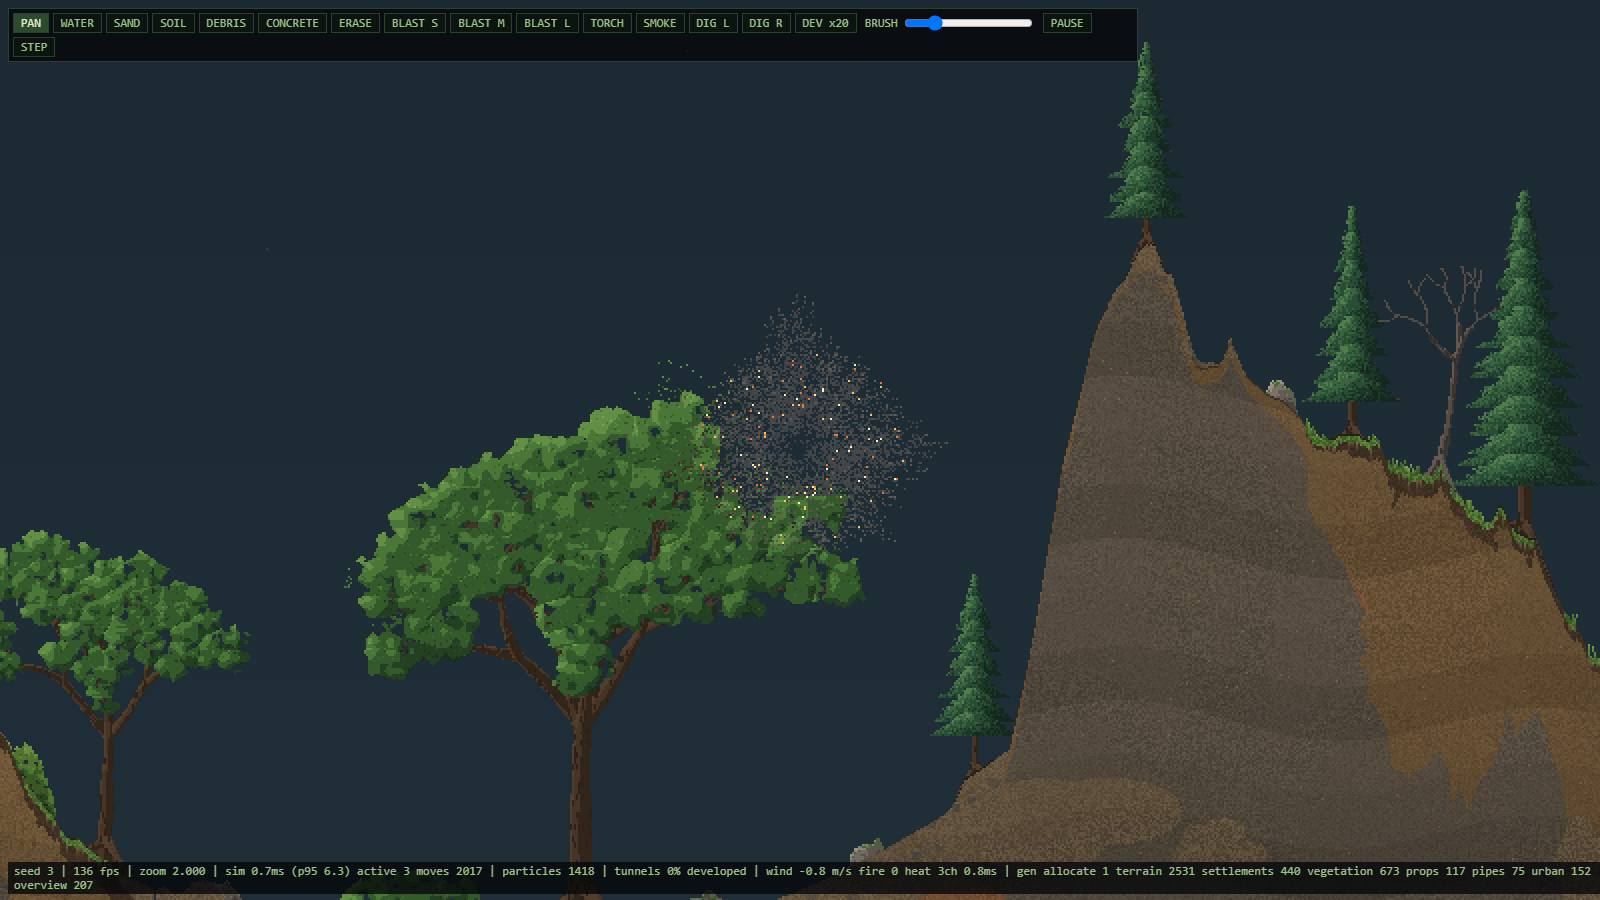 PAN WATER SAND SOIL DEBRIS CONCRETE ERASE BLAST S BLAST M BLAST L TORCH SMOKE DIG L DIG R DEV x20 BRUSH PAUSE
STEP
seed 3 | 136 fps | zoom 2.000 | sim 0.7ms (p95 6.3) active 3 moves 2017 | particles 1418 | tunnels 0% developed | wind -0.8 m/s fire 0 heat 3ch 0.8ms | gen allocate 1 terrain 2531 settlements 440 vegetation 673 props 117 pipes 75 urban 152
overview 207